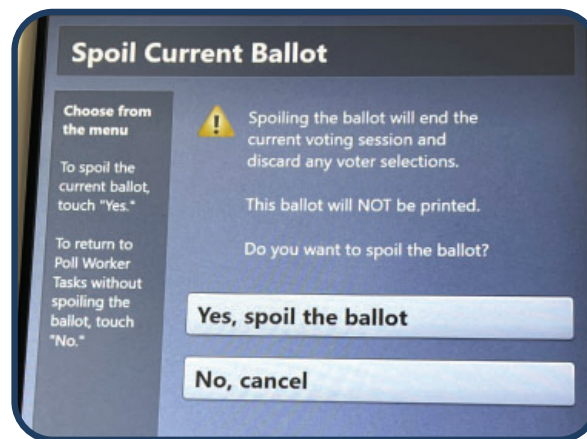 Spoil Current Ballot
Choose from
the menu
To spoil the
current ballot,
touch "Yes."
To return to
Poll Worker
Tasks without
spoiling the
ballot, touch
"No."
Spoiling the ballot will end the
current voting session and
discard any voter selections.
This ballot will NOT be printed.
Do you want to spoil the ballot?
Yes, spoil the ballot
No, cancel